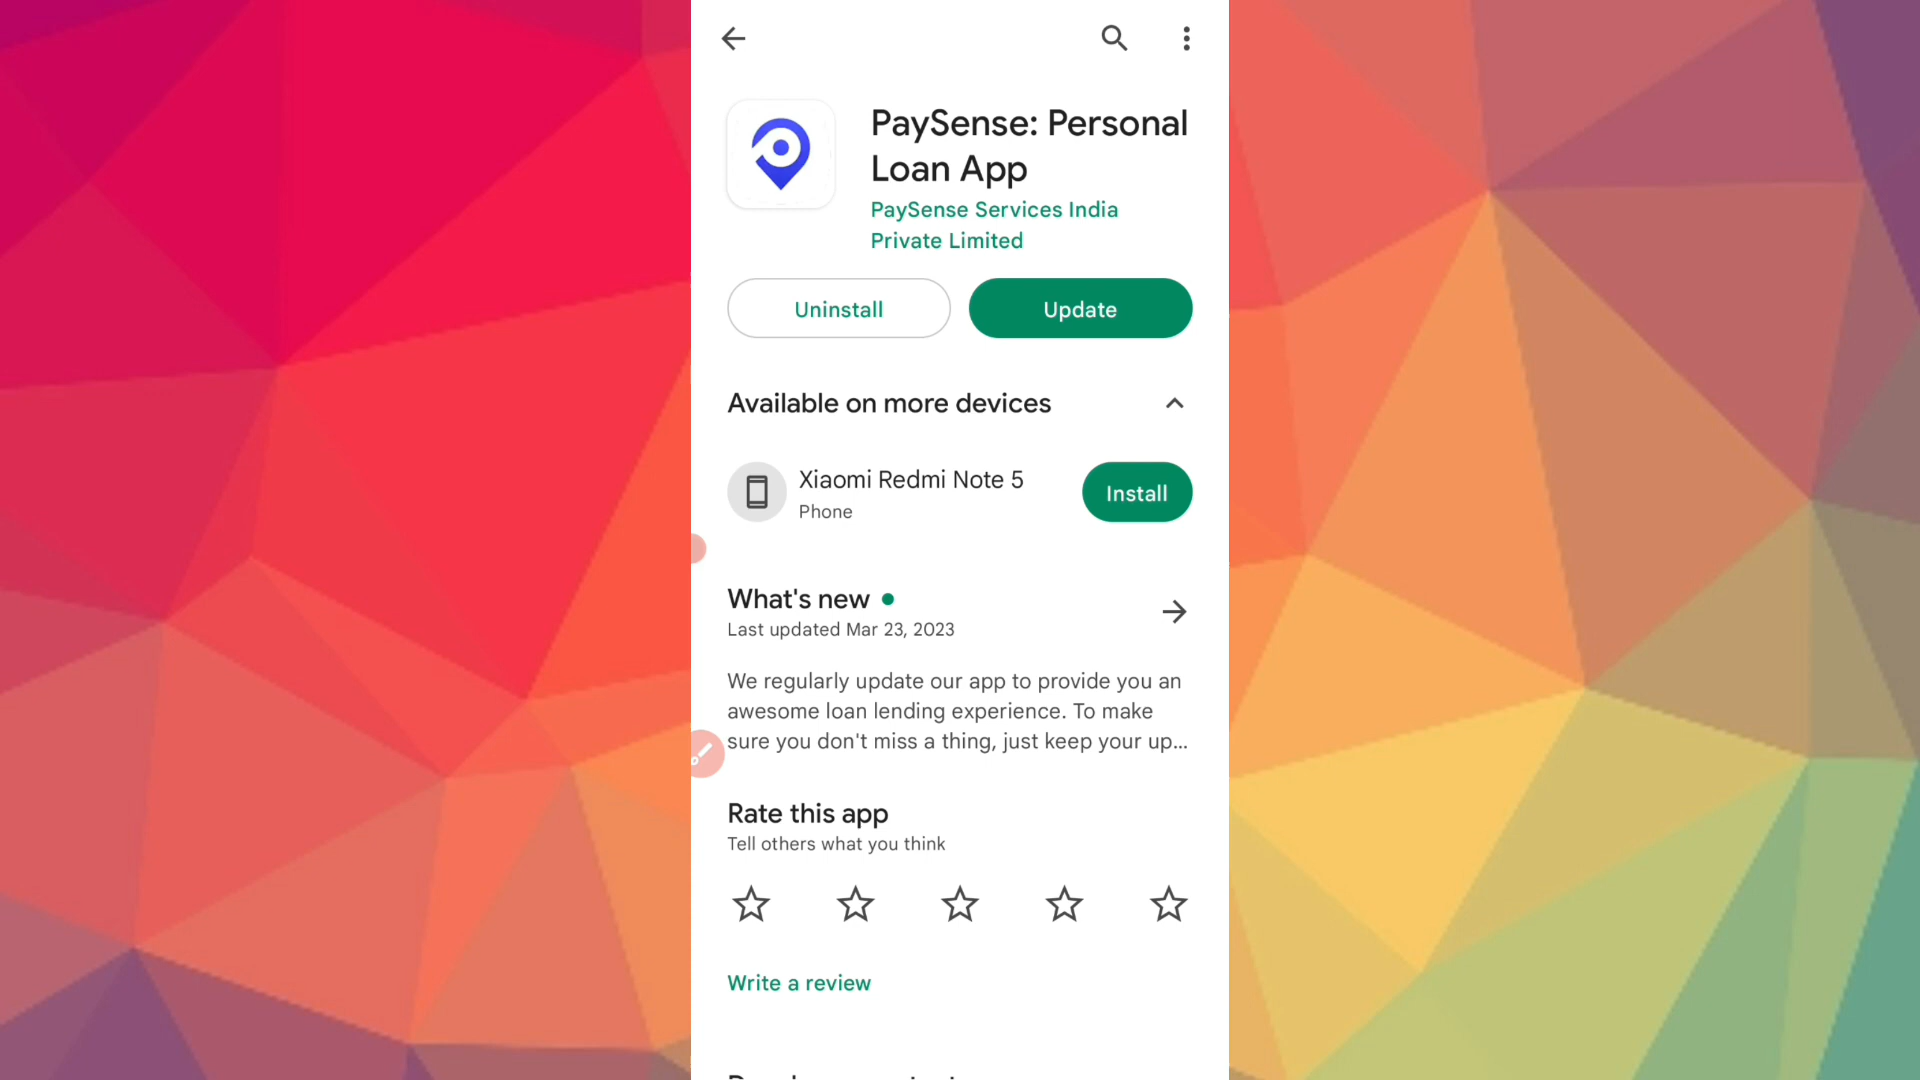 PaySense: Personal
Loan App
PaySense Services India
Private Limited
Uninstall
Update
Available on more devices
Xiaomi Redmi Note 5
Phone
Install
What's new
Last updated Mar 23, 2023
We regularly update our app to provide you an
awesome loan lending experience. To make
sure you don't miss a thing, just keep your up...
Rate this app
Tell others what you think
Write a review